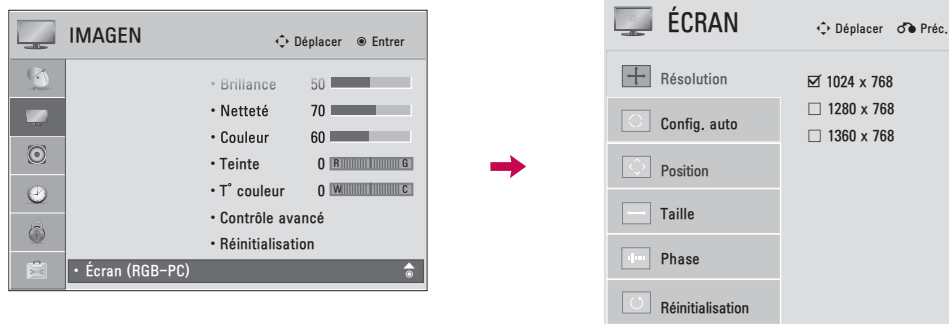 IMAGEN
Déplacer Entrer
• Brillance 50
• Netteté 70
• Couleur 60
• Teinte 0 R G
• T° couleur 0 W C
• Contrôle avancé
• Réinitialisation
• Écran (RGB-PC)
ÉCRAN
Déplacer Préc.
Résolution
Config. auto
Position
Taille
Phase
Réinitialisation
1024 x 768
1280 x 768
1360 x 768